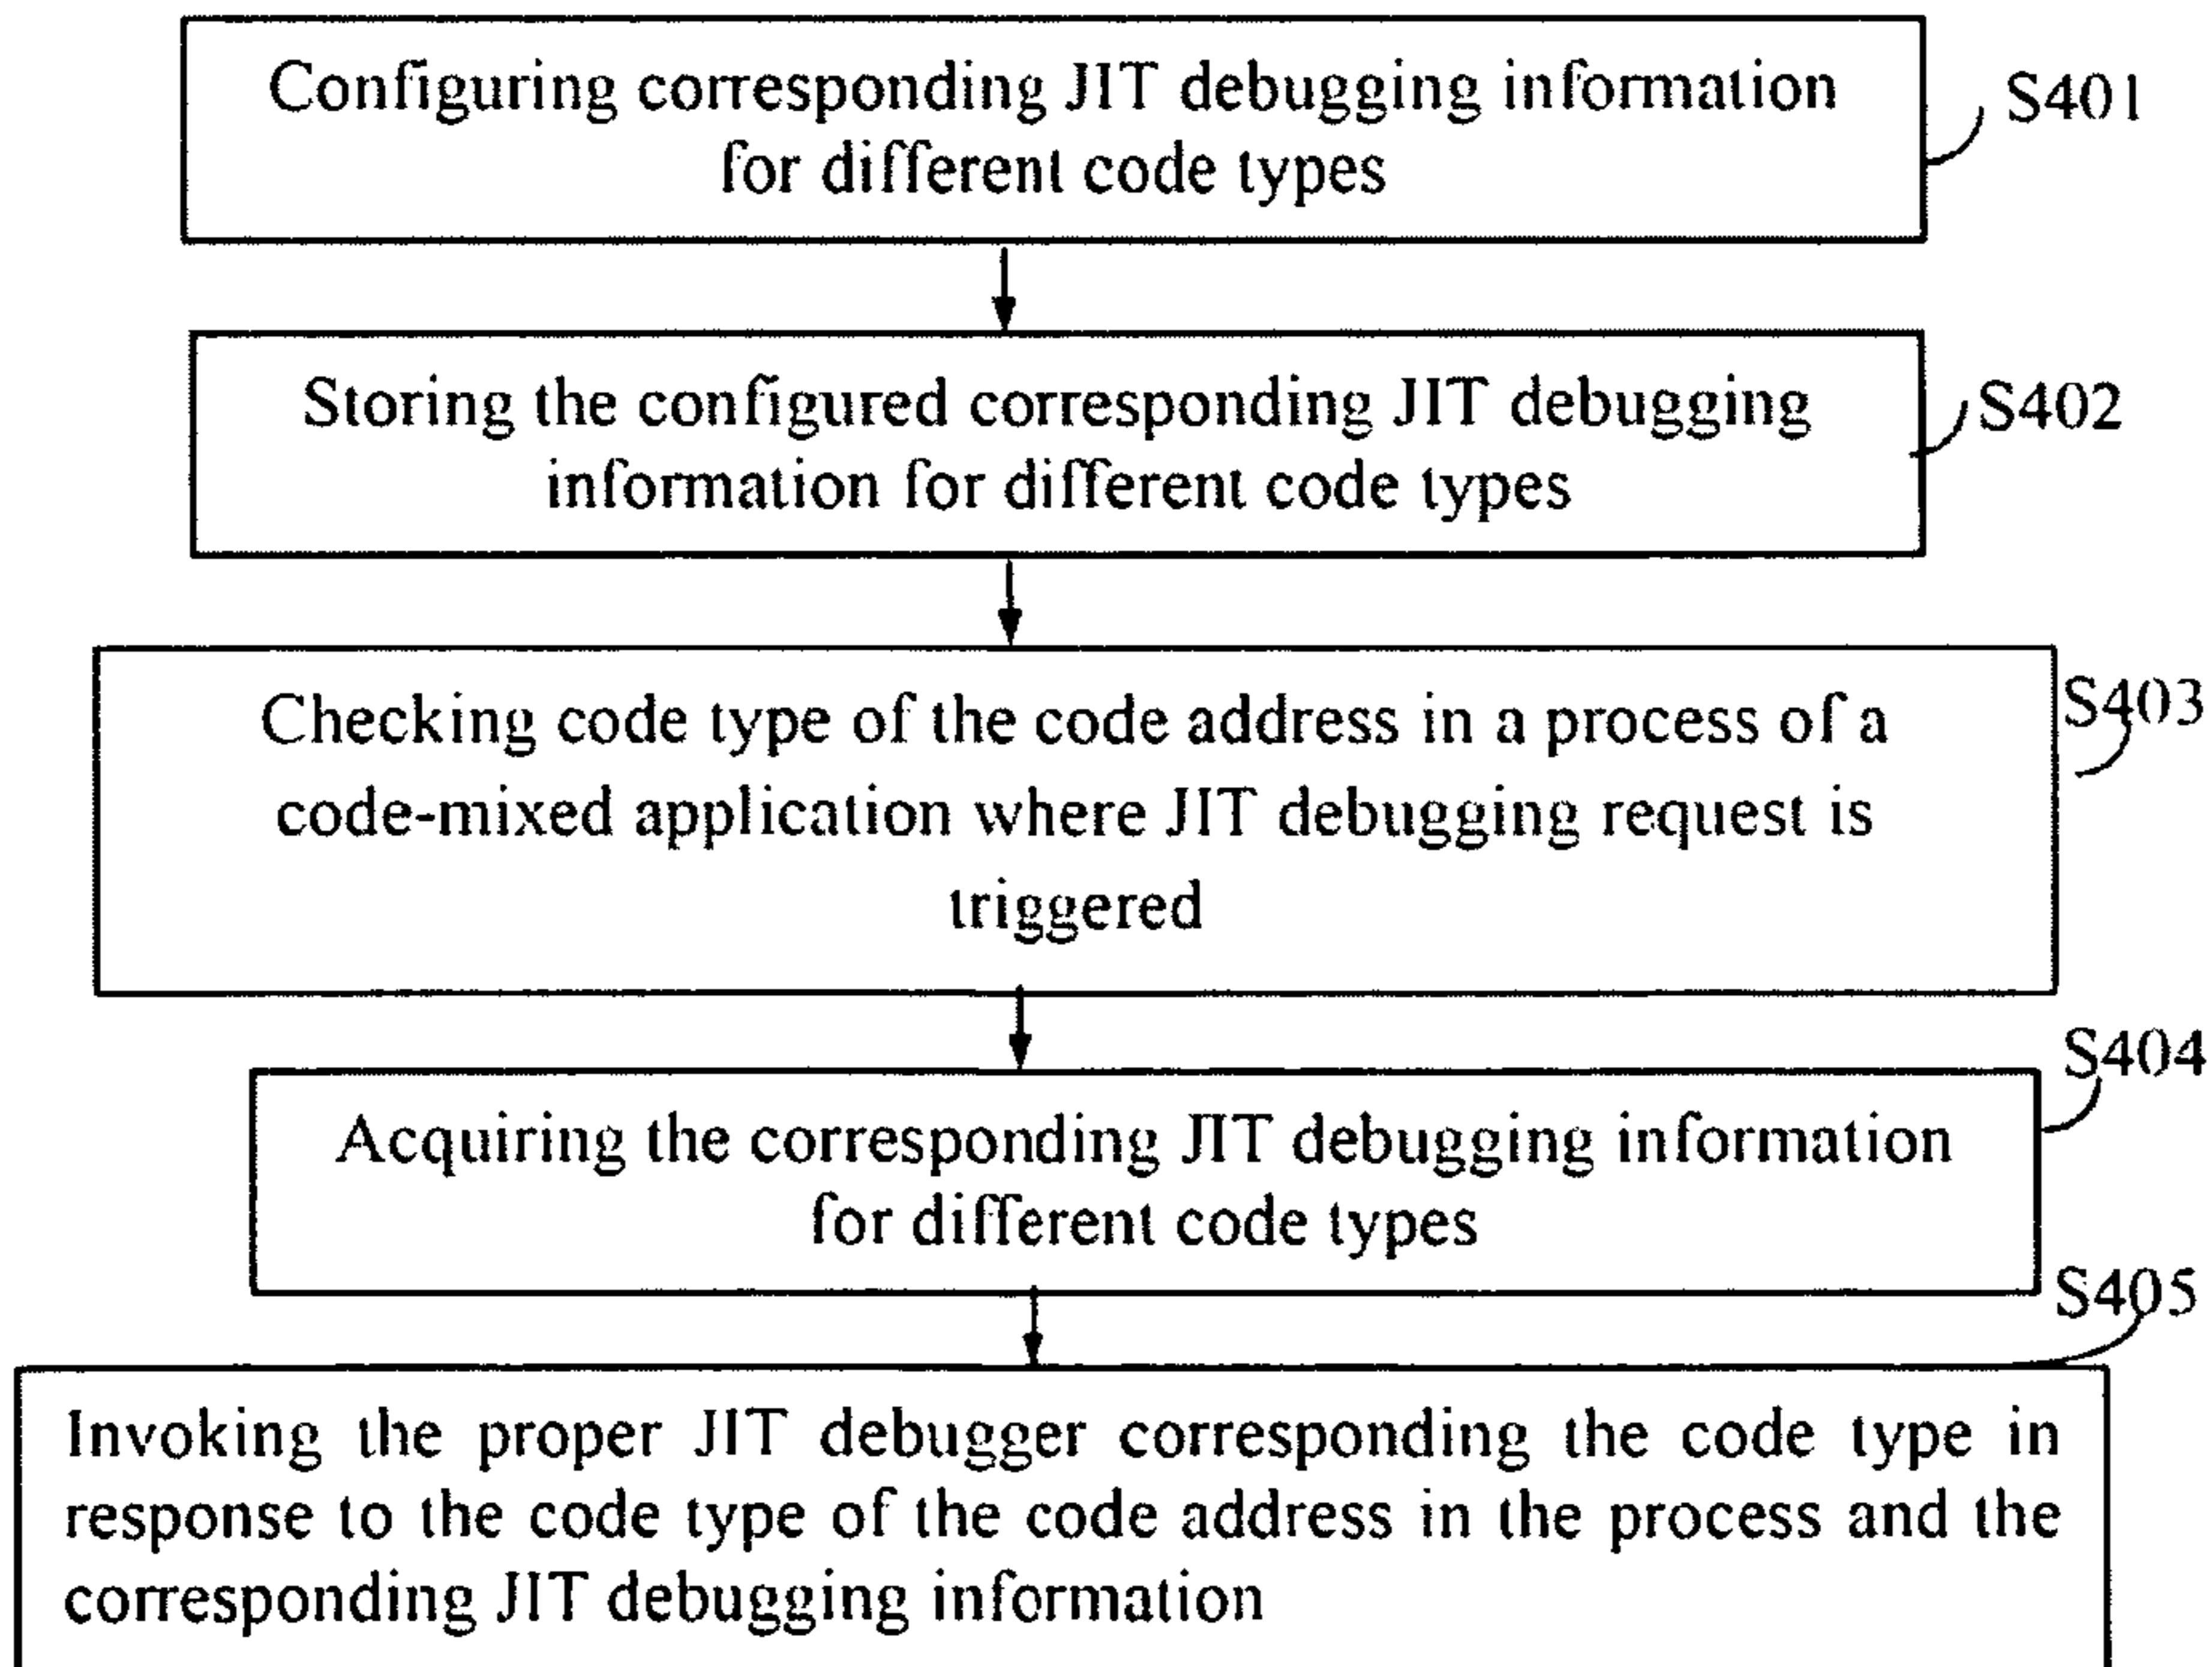 Configuring corresponding JIT debugging information
for different code types
S401
Storing the configured corresponding JIT debugging
information for different code types
S402
Checking code type of the code address in a process of a
code-mixed application where JIT debugging request is
triggered
S403
Acquiring the corresponding JIT debugging information
for different code types
S404
Invoking the proper JIT debugger corresponding the code type in
response to the code type of the code address in the process and the
corresponding JIT debugging information
S405